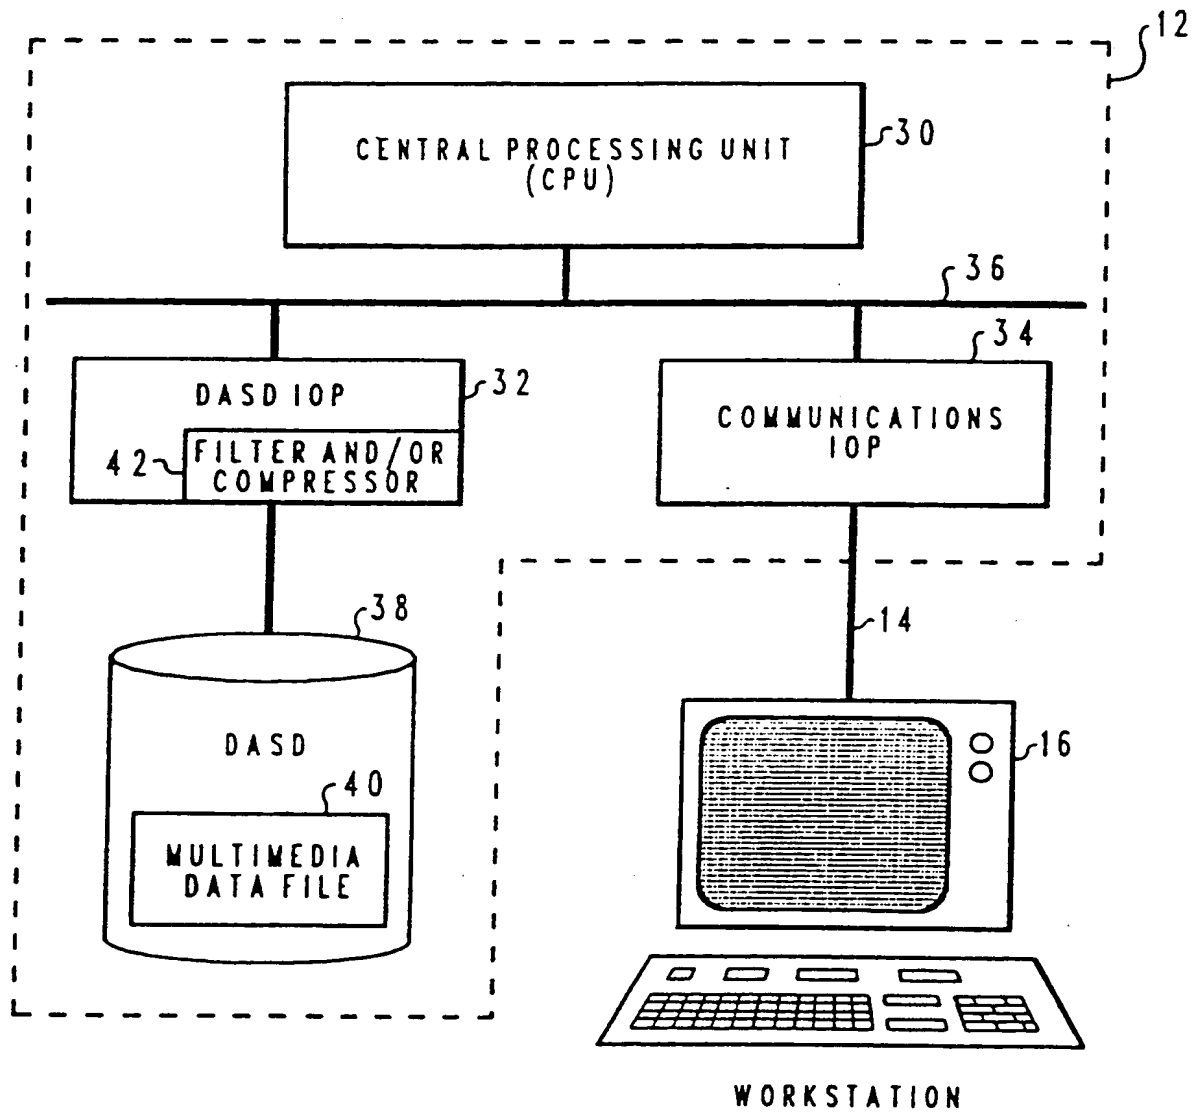 12
CENTRAL PROCESSING UNIT
(CPU)
30
36
DASD IOP
32
FILTER AND/OR
COMPRESSOR
42
COMMUNICATIONS
IOP
34
38
DASD
40
MULTIMEDIA
DATA FILE
14
16
WORKSTATION